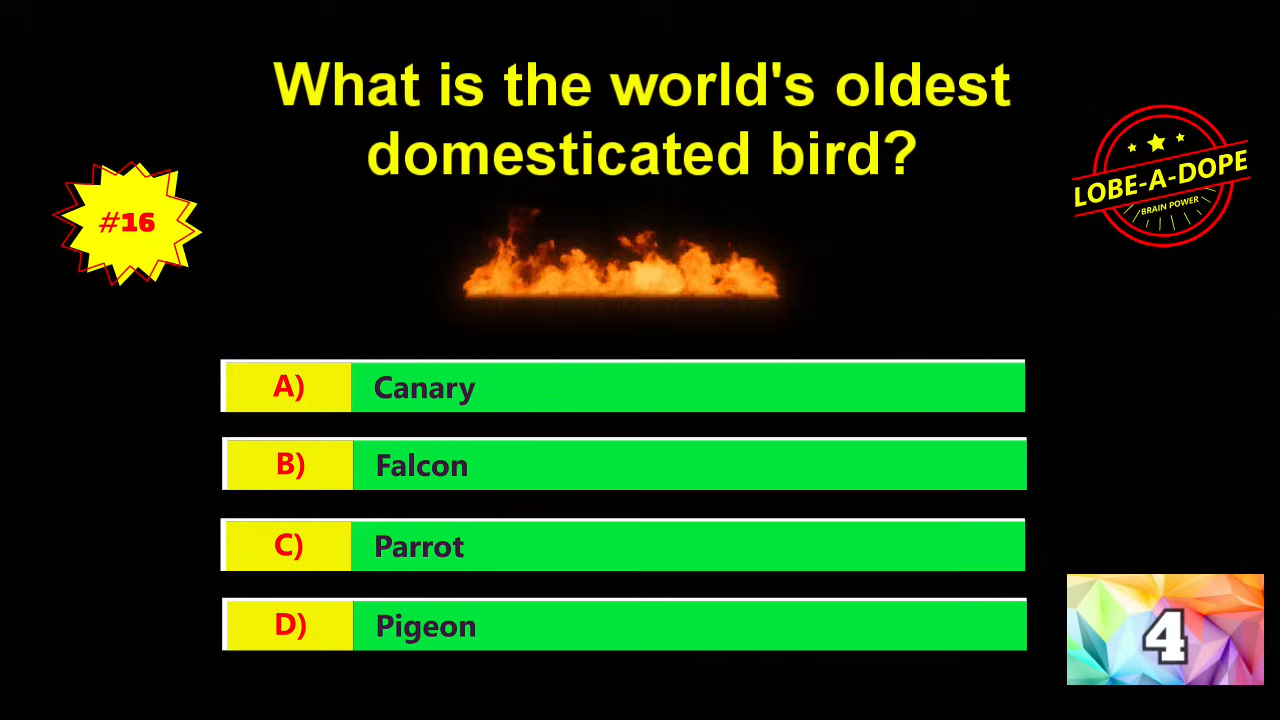 What is the world's oldest
domesticated bird?
#16
LOBE-A-DOPE
BRAIN POWER
A) Canary
B) Falcon
C) Parrot
D) Pigeon
4